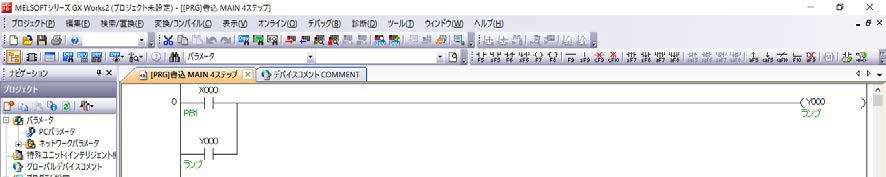 MELSOFTシリーズ GX Works2 (プロジェクト未設定) - [[PRG]書込 MAIN 4ステップ]
プロジェクト(P) 編集(E) 検索/置換(F) 変換/コンパイル(C) 表示(V) オンライン(O) デバッグ(B) 診断(D) ツール(T) ウィンドウ(W) ヘルプ(H)
パラメータ
ナビゲーション
[PRG]書込 MAIN 4ステップ
デバイスコメント COMMENT
プロジェクト
X000
0
Y000
PB1
ランプ
Y000
ランプ
パラメータ
PCパラメータ
ネットワークパラメータ
特殊ユニット(インテリジェント
グローバルデバイスコメント